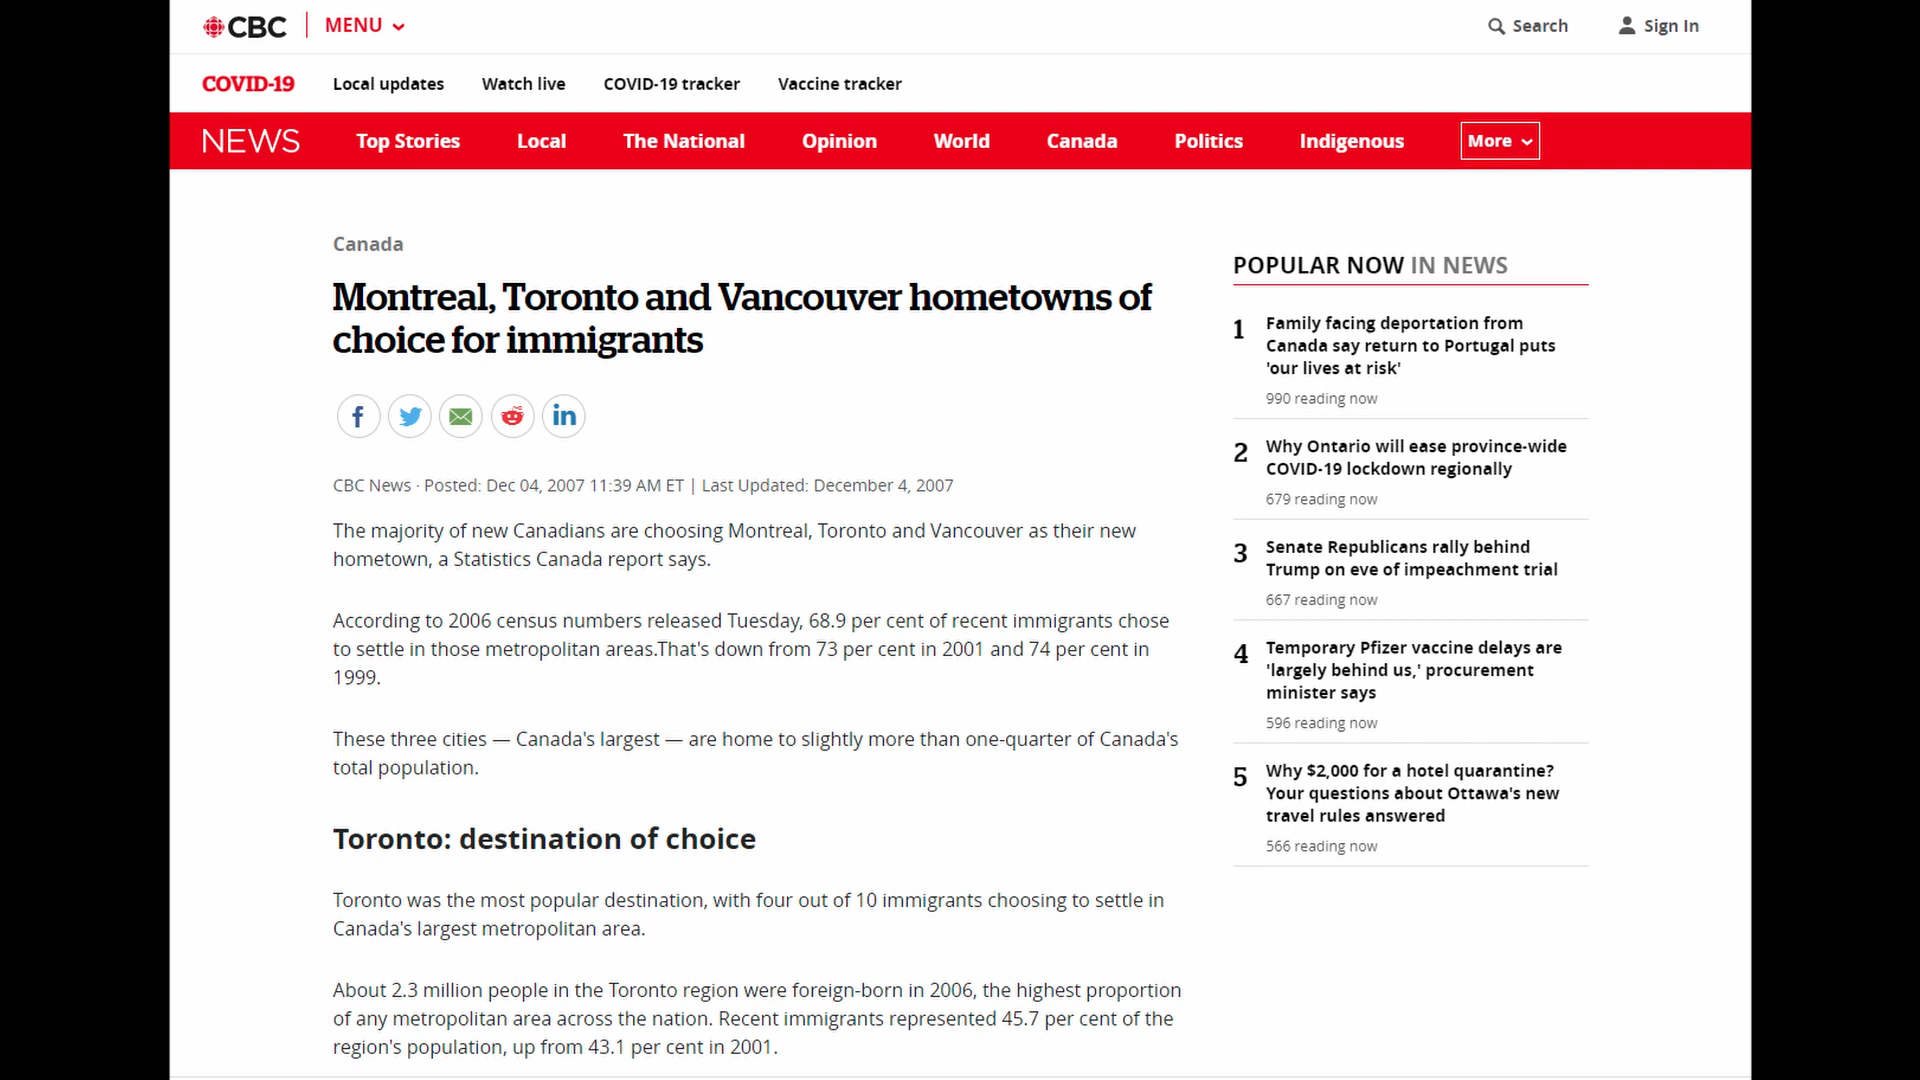 CBC
MENU
Search
Sign In
COVID-19
Local updates
Watch live
COVID-19 tracker
Vaccine tracker
NEWS
Top Stories
Local
The National
Opinion
World
Canada
Politics
Indigenous
More
Canada
Montreal, Toronto and Vancouver hometowns of
choice for immigrants
CBC News · Posted: Dec 04, 2007 11:39 AM ET | Last Updated: December 4, 2007
The majority of new Canadians are choosing Montreal, Toronto and Vancouver as their new
hometown, a Statistics Canada report says.
According to 2006 census numbers released Tuesday, 68.9 per cent of recent immigrants chose
to settle in those metropolitan areas.That's down from 73 per cent in 2001 and 74 per cent in
1999.
These three cities — Canada's largest — are home to slightly more than one-quarter of Canada's
total population.
Toronto: destination of choice
Toronto was the most popular destination, with four out of 10 immigrants choosing to settle in
Canada's largest metropolitan area.
About 2.3 million people in the Toronto region were foreign-born in 2006, the highest proportion
of any metropolitan area across the nation. Recent immigrants represented 45.7 per cent of the
region's population, up from 43.1 per cent in 2001.
POPULAR NOW IN NEWS
1
Family facing deportation from
Canada say return to Portugal puts
'our lives at risk'
990 reading now
2
Why Ontario will ease province-wide
COVID-19 lockdown regionally
679 reading now
3
Senate Republicans rally behind
Trump on eve of impeachment trial
667 reading now
4
Temporary Pfizer vaccine delays are
'largely behind us,' procurement
minister says
596 reading now
5
Why $2,000 for a hotel quarantine?
Your questions about Ottawa's new
travel rules answered
566 reading now